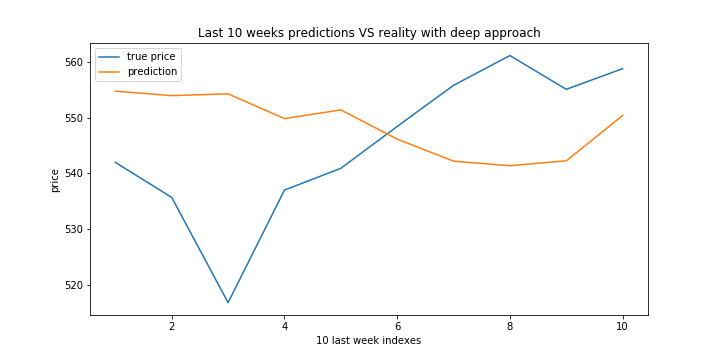 Last 10 weeks predictions VS reality with deep approach
true price
prediction
560
550
540
530
520
price
2 4 6 8 10
10 last week indexes